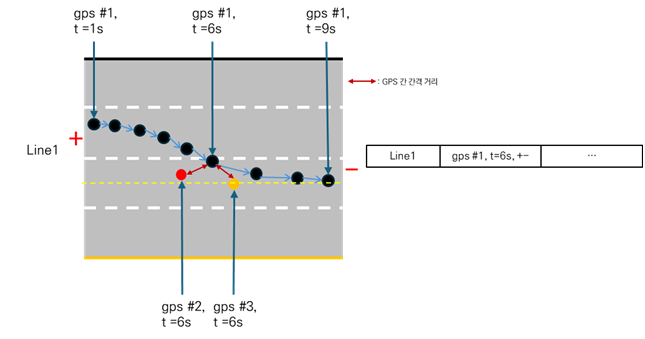 gps #1,
t =1s
gps #1,
t =6s
gps #1,
t =9s
: GPS 간 간격 거리
+
Line1
−
Line1
gps #1, t=6s, +-
…
gps #2,
t =6s
gps #3,
t =6s